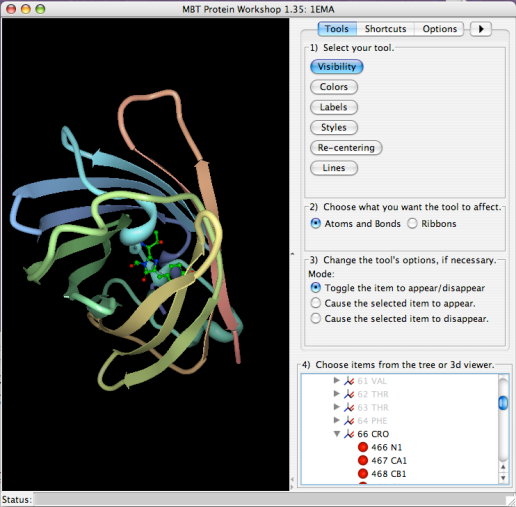 MBT Protein Workshop 1.35: 1EMA
Tools Shortcuts Options
1) Select your tool.
Visibility
Colors
Labels
Styles
Re-centering
Lines
2) Choose what you want the tool to affect.
Atoms and Bonds Ribbons
3) Change the tool's options, if necessary.
Mode:
Toggle the item to appear/disappear
Cause the selected item to appear.
Cause the selected item to disappear.
4) Choose items from the tree or 3d viewer.
61 VAL
62 THR
63 THR
64 PHE
66 CRO
466 N1
467 CA1
468 CB1
Status: